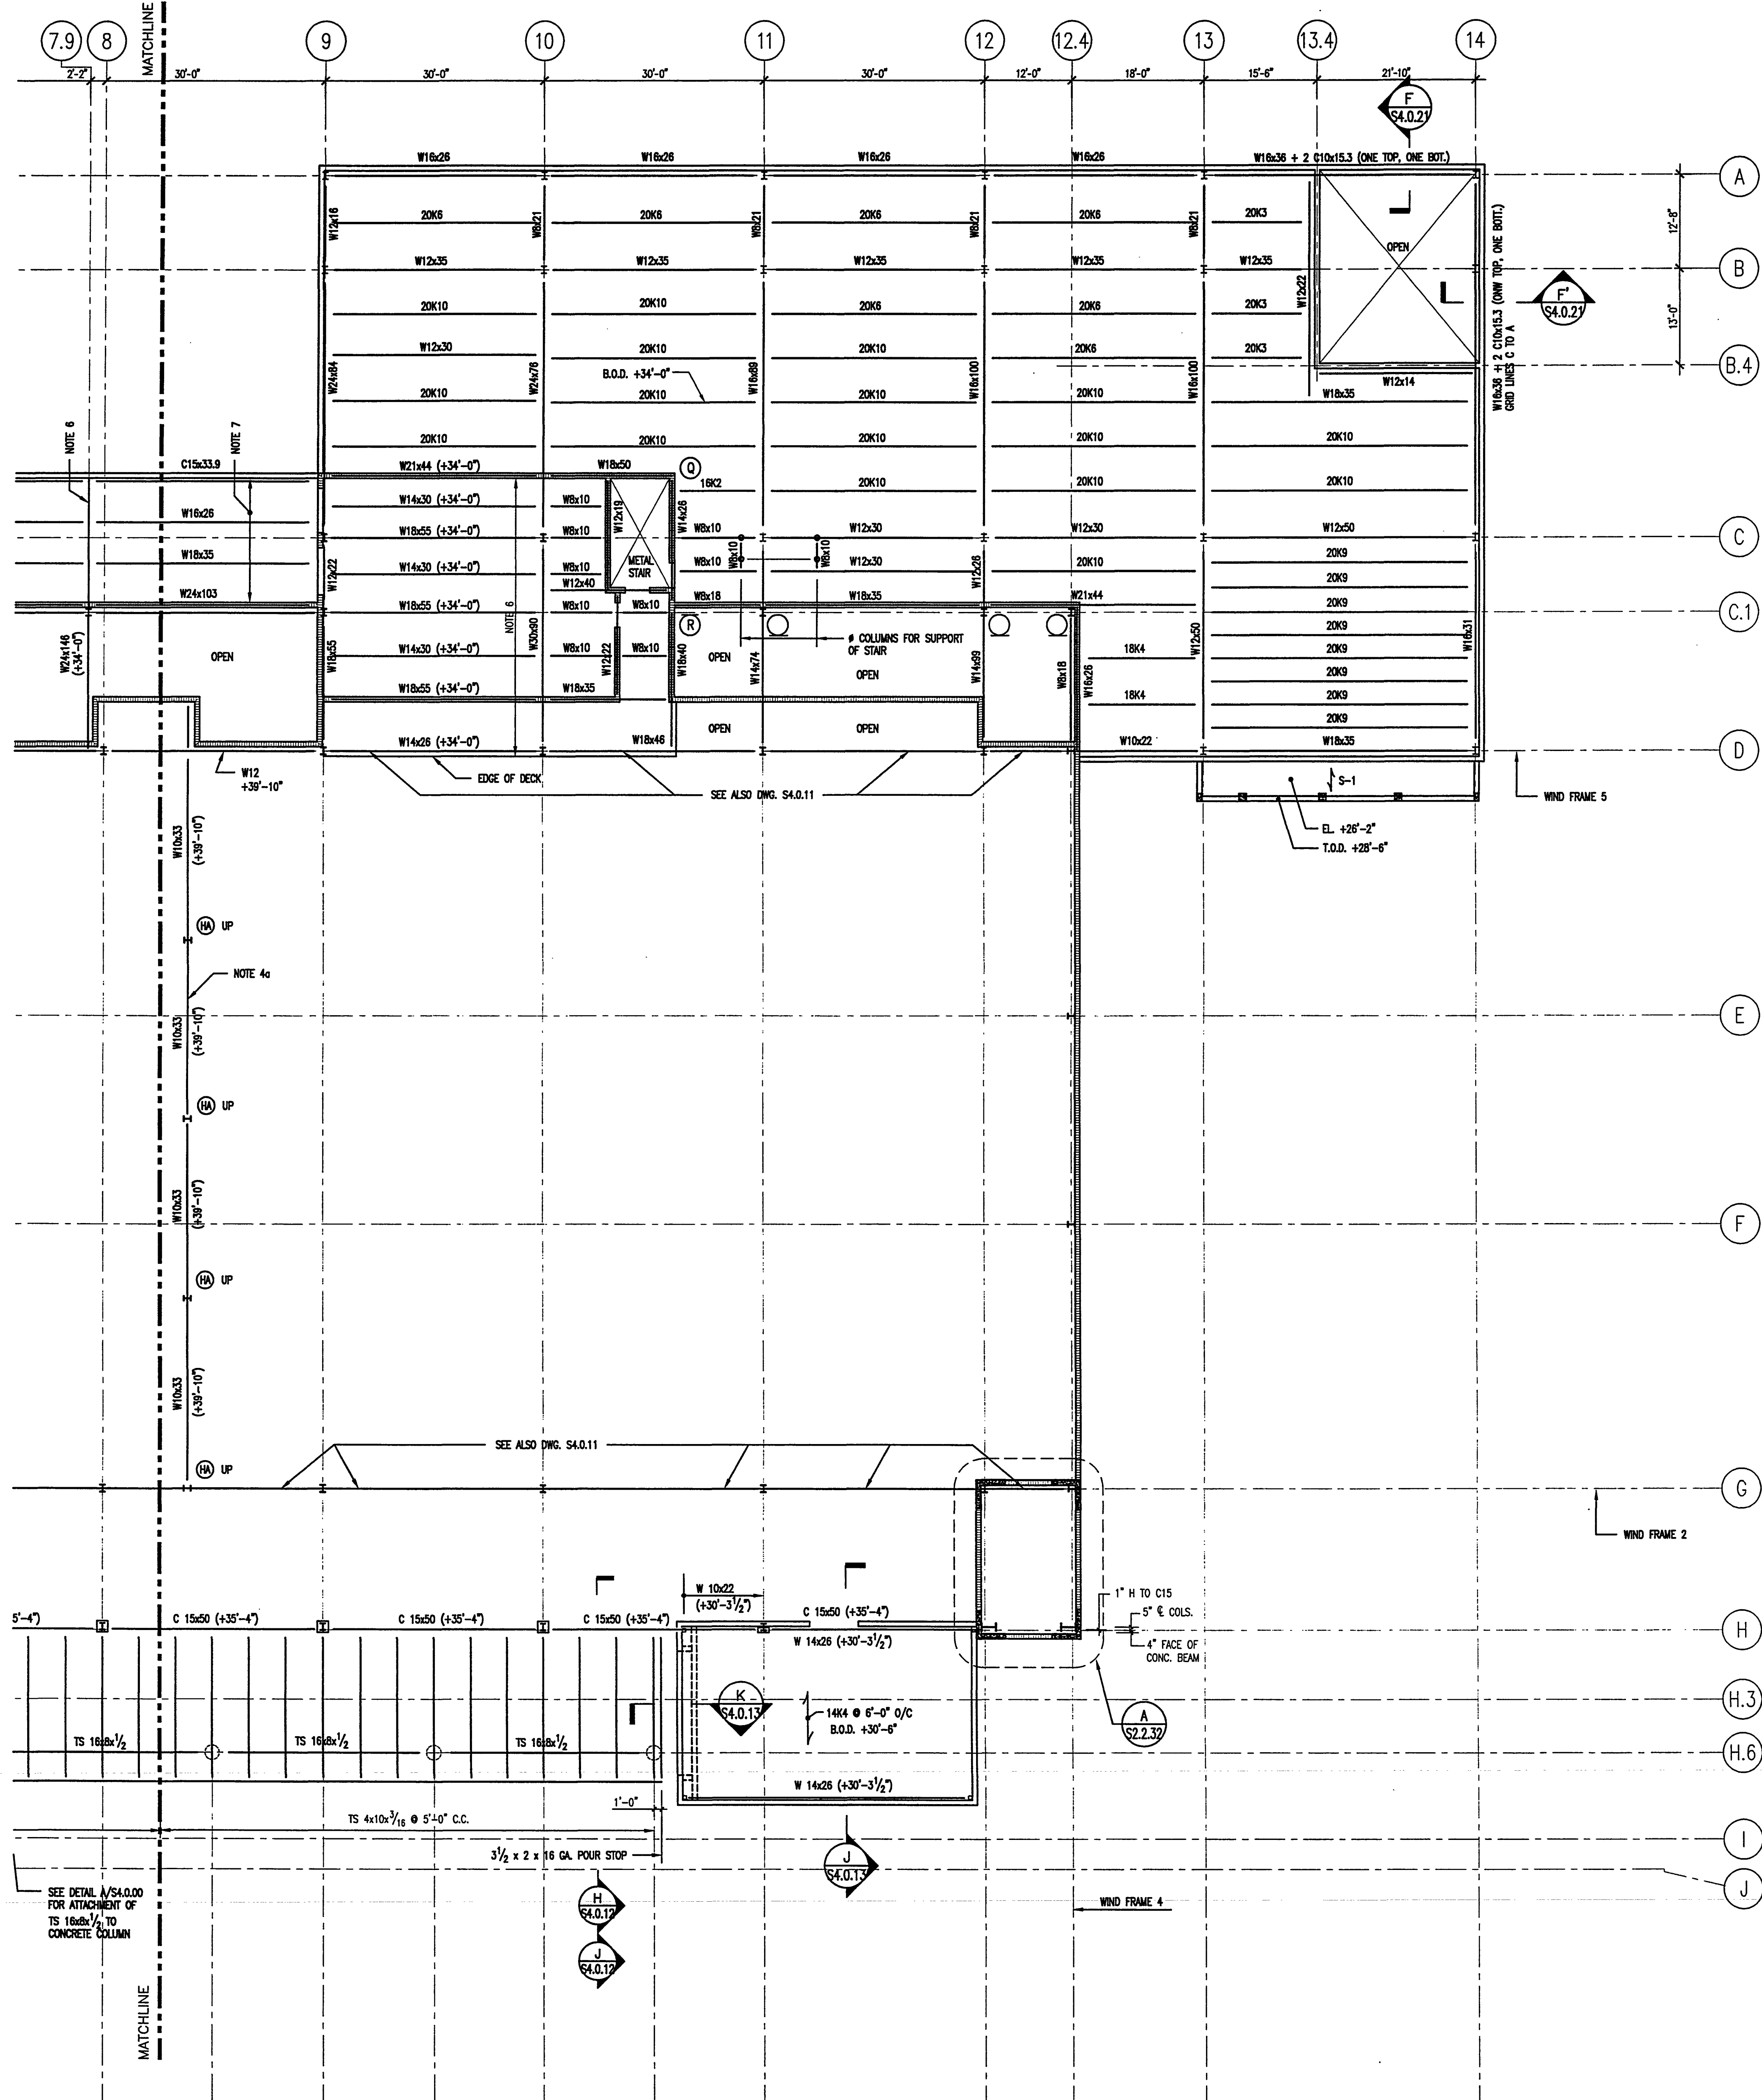 7.9
8
MATCHLINE
9
10
11
12
12.4
13
13.4
14
2'-2"
30'-0"
30'-0"
30'-0"
30'-0"
12'-0"
18'-0"
15'-6"
21'-10"
F
S4.0.21
W16x26
W16x26
W16x26
W16x26
W16x36 + 2 C10x15.3 (ONE TOP, ONE BOT.)
A
W12x16
20K6
W8x21
20K6
W8x21
20K6
W8x21
20K6
W8x21
20K3
12'-8"
OPEN
W12x35
W12x35
W12x35
W12x35
W12x35
B
W12x22
W16x36 + 2 C10x15.3 (ONW TOP, ONE BOTT.)
GRID LINES C TO A
F'
S4.0.21
13'-0"
20K10
20K10
20K6
20K6
20K3
W12x30
20K10
20K10
20K6
20K3
B.4
W24x84
W24x76
B.O.D. +34'-0"
W16x89
W16x100
W16x100
W12x14
W18x35
20K10
20K10
20K10
20K10
20K10
20K10
20K10
20K10
NOTE 6
NOTE 7
C15x33.9
W21x44 (+34'-0")
W18x50
Q
16K2
20K10
20K10
20K10
W14x30 (+34'-0")
W8x10
W12x19
W14x26
W16x26
W18x55 (+34'-0")
W8x10
W8x10
W12x30
W12x30
W12x50
C
W8x10
W8x10
W18x35
W12x22
W14x30 (+34'-0")
W8x10
METAL
STAIR
W12x40
W8x10
W12x30
W12x26
20K10
20K9
20K9
W24x103
W18x55 (+34'-0")
W8x10
W8x10
W8x18
W18x35
W21x44
20K9
C.1
NOTE 6
W30x90
R
Ø COLUMNS FOR SUPPORT
OF STAIR
20K9
W24x146
(+34'-0")
OPEN
W18x55
W14x30 (+34'-0")
W8x10
W12x22
W8x10
W18x40
OPEN
W14x74
OPEN
W14x99
W8x18
W16x26
18K4
W12x50
20K9
W16x31
20K9
W18x55 (+34'-0")
W18x35
18K4
20K9
20K9
OPEN
OPEN
W14x26 (+34'-0")
W18x46
W10x22
W18x35
D
W12
+39'-10"
EDGE OF DECK
SEE ALSO DWG. S4.0.11
S-1
WIND FRAME 5
EL. +26'-2"
T.O.D. +28'-6"
W10x33
(+39'-10")
HA UP
NOTE 4a
W10x33
(+39'-10")
E
HA UP
W10x33
(+39'-10")
F
HA UP
W10x33
(+39'-10")
SEE ALSO DWG. S4.0.11
HA UP
G
WIND FRAME 2
W 10x22
(+30'-3 1/2")
1" H TO C15
5" ℄ COLS.
4" FACE OF
CONC. BEAM
5'-4")
C 15x50 (+35'-4")
C 15x50 (+35'-4")
C 15x50 (+35'-4")
C 15x50 (+35'-4")
W 14x26 (+30'-3 1/2")
H
K
S4.0.13
14K4 @ 6'-0" O/C
B.O.D. +30'-6"
A
S2.2.32
H.3
TS 16x8x1/2
TS 16x8x1/2
TS 16x8x1/2
H.6
W 14x26 (+30'-3 1/2")
1'-0"
TS 4x10x3/16 @ 5'-0" C.C.
I
3 1/2 x 2 x 16 GA. POUR STOP
J
S4.0.13
J
SEE DETAIL A/S4.0.00
FOR ATTACHMENT OF
TS 16x8x1/2 TO
CONCRETE COLUMN
H
S4.0.12
WIND FRAME 4
J
S4.0.12
MATCHLINE